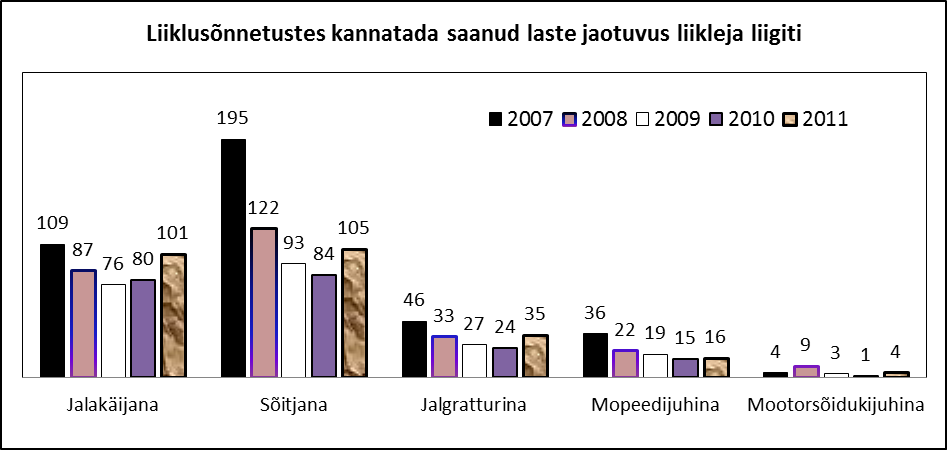 Liiklusõnnetustes kannatada saanud laste jaotuvus liikleja liigiti
2007 2008 2009 2010 2011
109 87 76 80 101
195 122 93 84 105
46 33 27 24 35
36 22 19 15 16
4 9 3 1 4
Jalakäijana Sõitjana Jalgratturina Mopeedijuhina Mootorsõidukijuhina